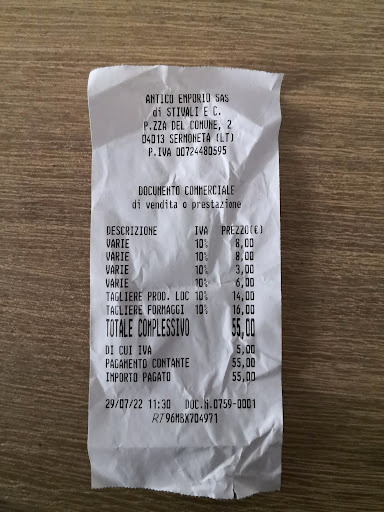 ANTICO EMPORIO SAS
di STIVALI E C.
P.ZZA DEL COMUNE, 2
04013 SERMONETA (LT)
P.IVA 00724480595
DOCUMENTO COMMERCIALE
di vendita o prestazione
DESCRIZIONE IVA PREZZO(€)
VARIE 10% 8,00
VARIE 10% 8,00
VARIE 10% 3,00
VARIE 10% 6,00
TAGLIERE PROD. LOC 10% 14,00
TAGLIERE FORMAGGI 10% 16,00
TOTALE COMPLESSIVO 55,00
DI CUI IVA 5,00
PAGAMENTO CONTANTE 55,00
IMPORTO PAGATO 55,00
29/07/22 11:30 DOC.N.0759-0001
RT96MBX704971